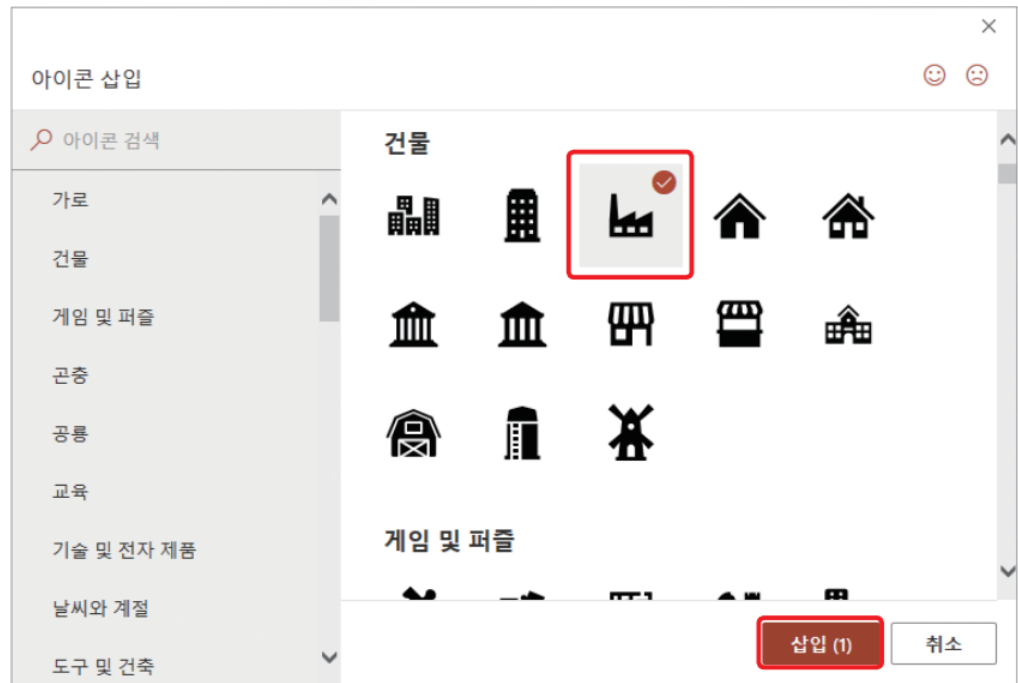 아이콘 삽입
아이콘 검색
가로
건물
게임 및 퍼즐
곤충
공룡
교육
기술 및 전자 제품
날씨와 계절
도구 및 건축
건물
게임 및 퍼즐
삽입 (1)
취소